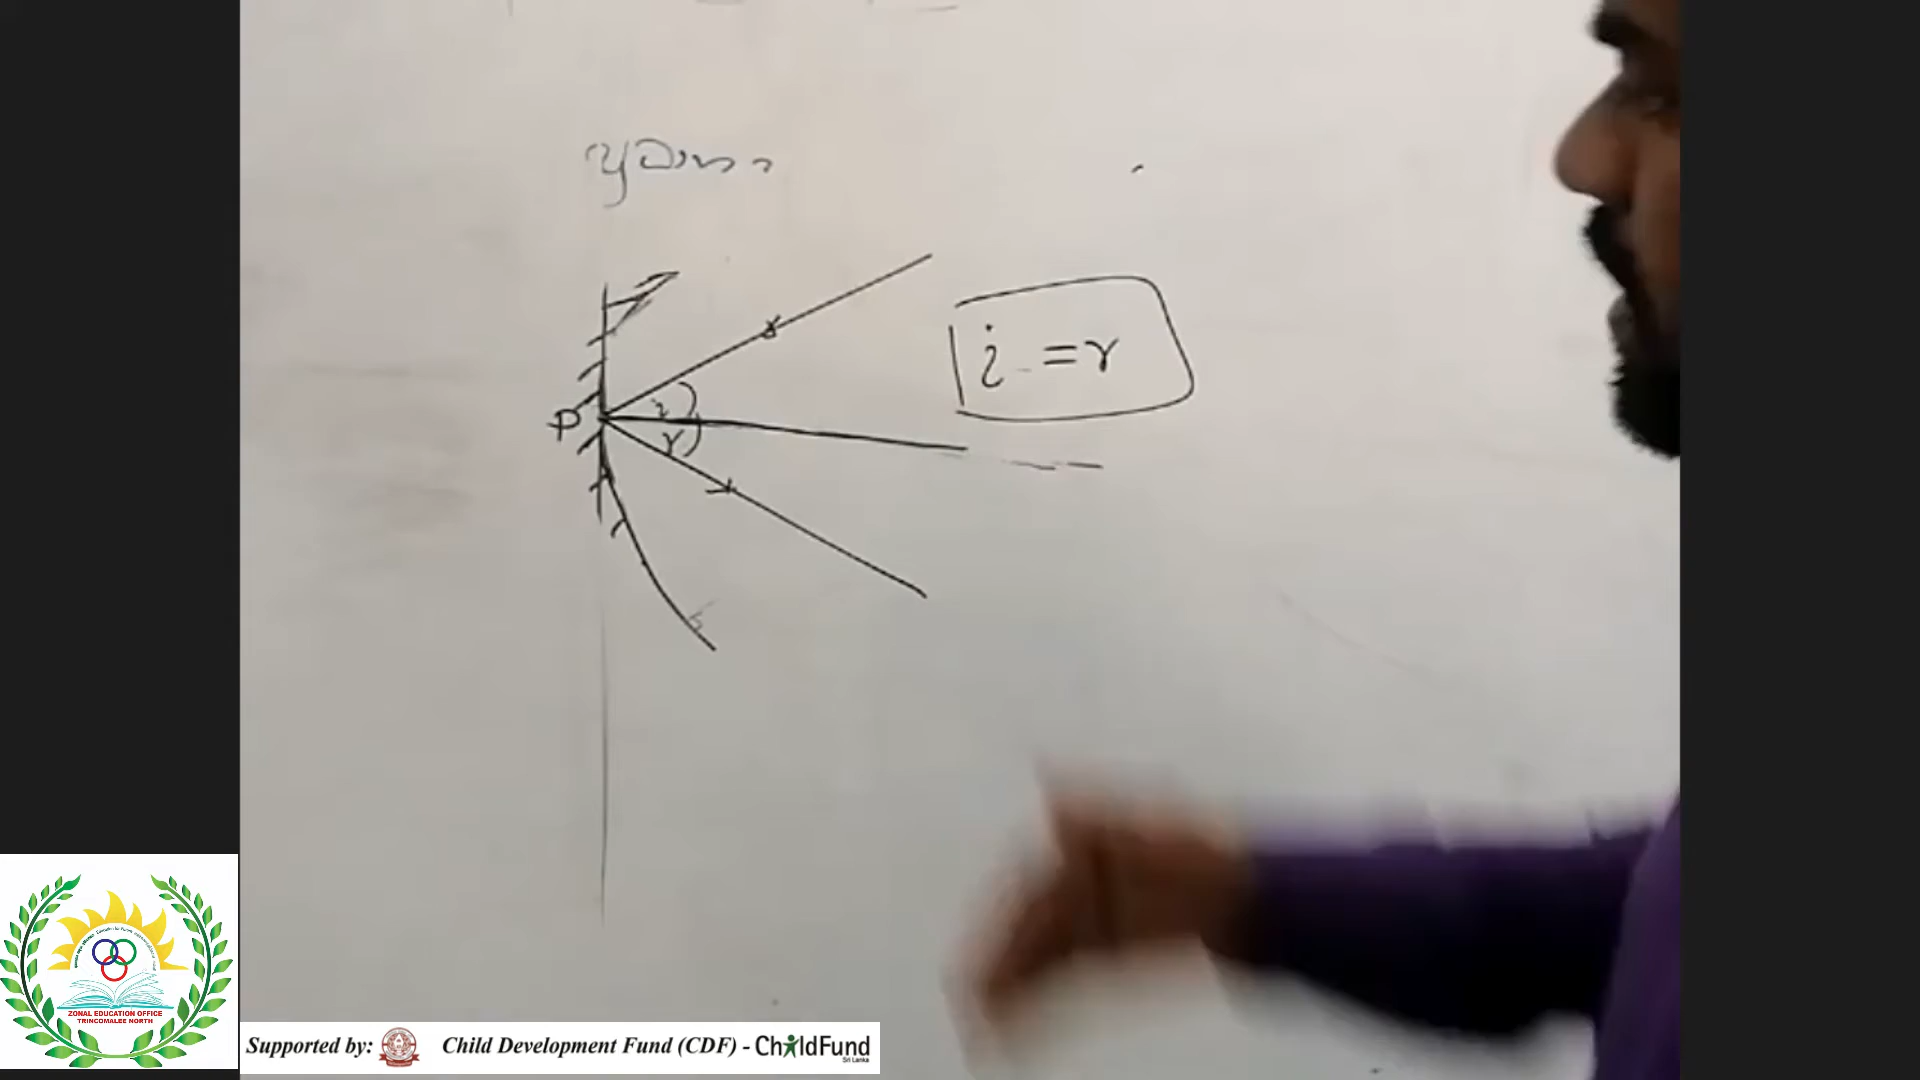 i = r
P
i
r
ZONAL EDUCATION OFFICE
TRINCOMALEE NORTH
Supported by: Child Development Fund (CDF) - ChildFund
Sri Lanka